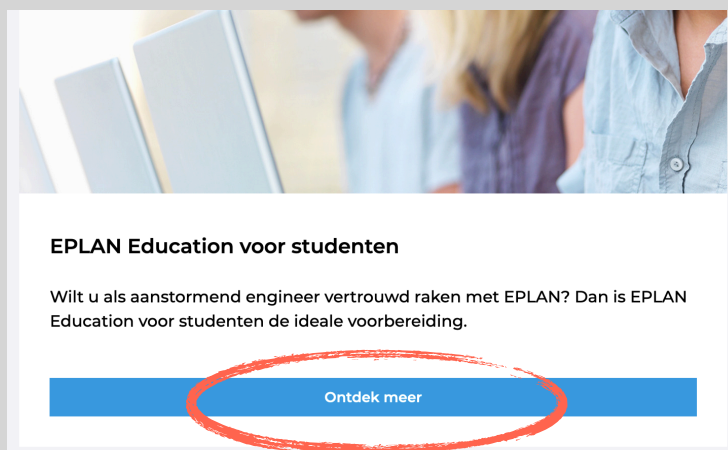 EPLAN Education voor studenten
Wilt u als aanstormend engineer vertrouwd raken met EPLAN? Dan is EPLAN
Education voor studenten de ideale voorbereiding.
Ontdek meer